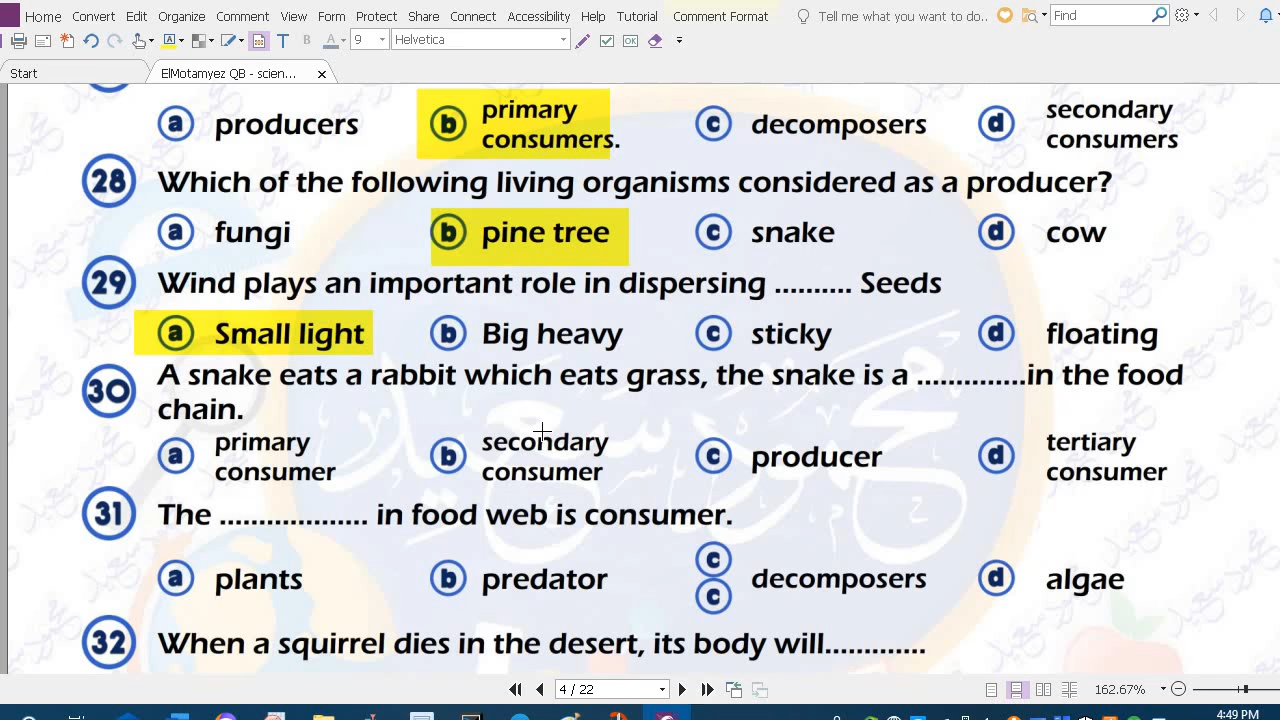 Home Convert Edit Organize Comment View Form Protect Share Connect Accessibility Help Tutorial Comment Format Tell me what you want to do.. Find
9 Helvetica
Start ElMotamyez QB - scien...
a producers b primary consumers. c decomposers d secondary consumers
28 Which of the following living organisms considered as a producer?
a fungi b pine tree c snake d cow
29 Wind plays an important role in dispersing .......... Seeds
a Small light b Big heavy c sticky d floating
30 A snake eats a rabbit which eats grass, the snake is a ..............in the food
chain.
a primary consumer b secondary consumer c producer d tertiary consumer
31 The ................... in food web is consumer.
a plants b predator c c decomposers d algae
32 When a squirrel dies in the desert, its body will.............
محمود سعيد
4 / 22 162.67%
4:49 PM